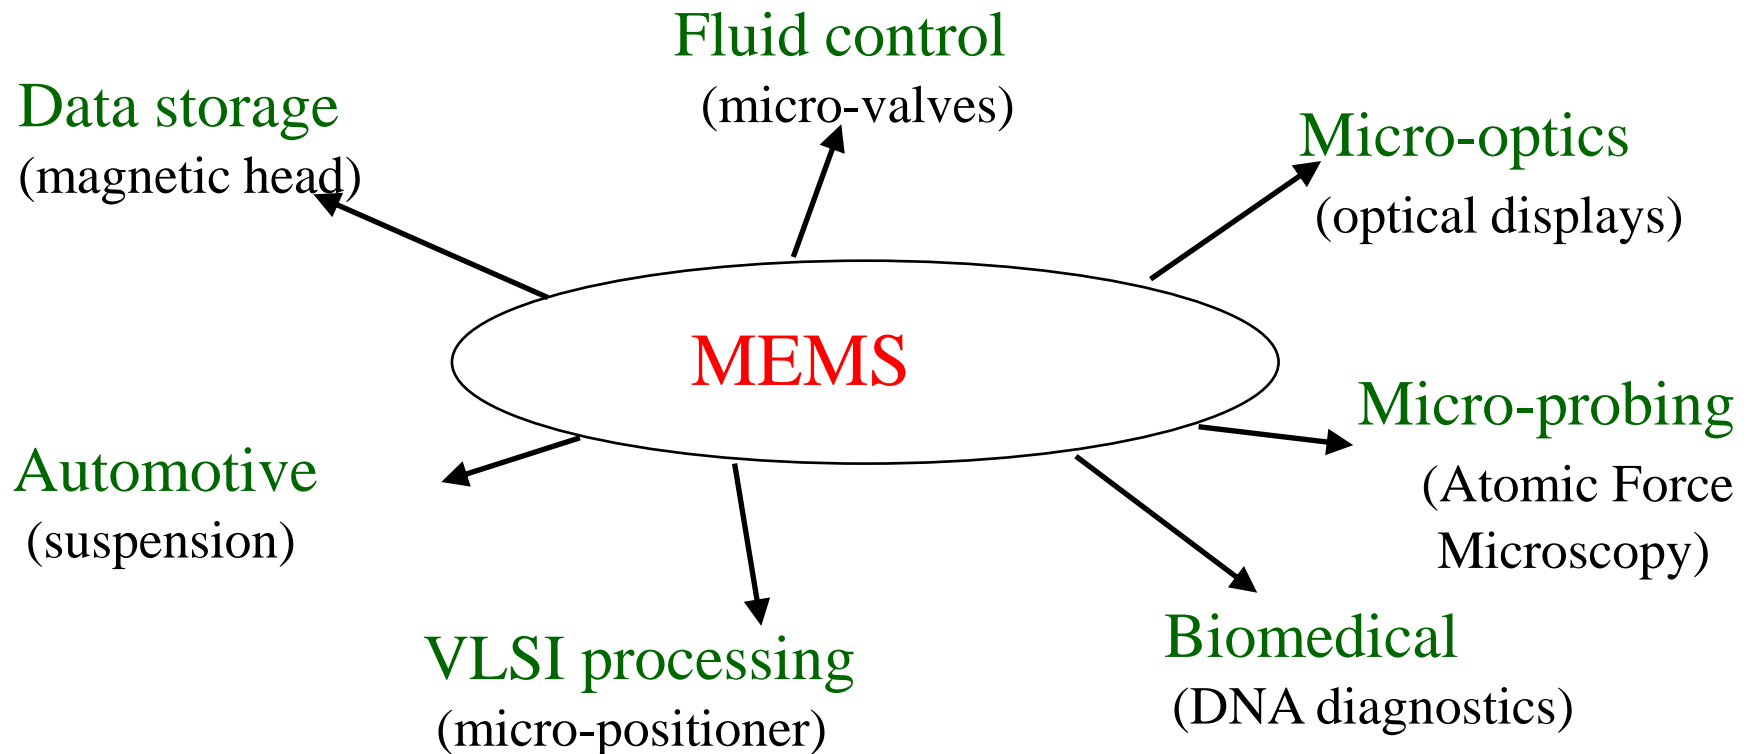 Fluid control
(micro-valves)
Data storage
(magnetic head)
Micro-optics
(optical displays)
MEMS
Micro-probing
(Atomic Force
Microscopy)
Automotive
(suspension)
VLSI processing
(micro-positioner)
Biomedical
(DNA diagnostics)